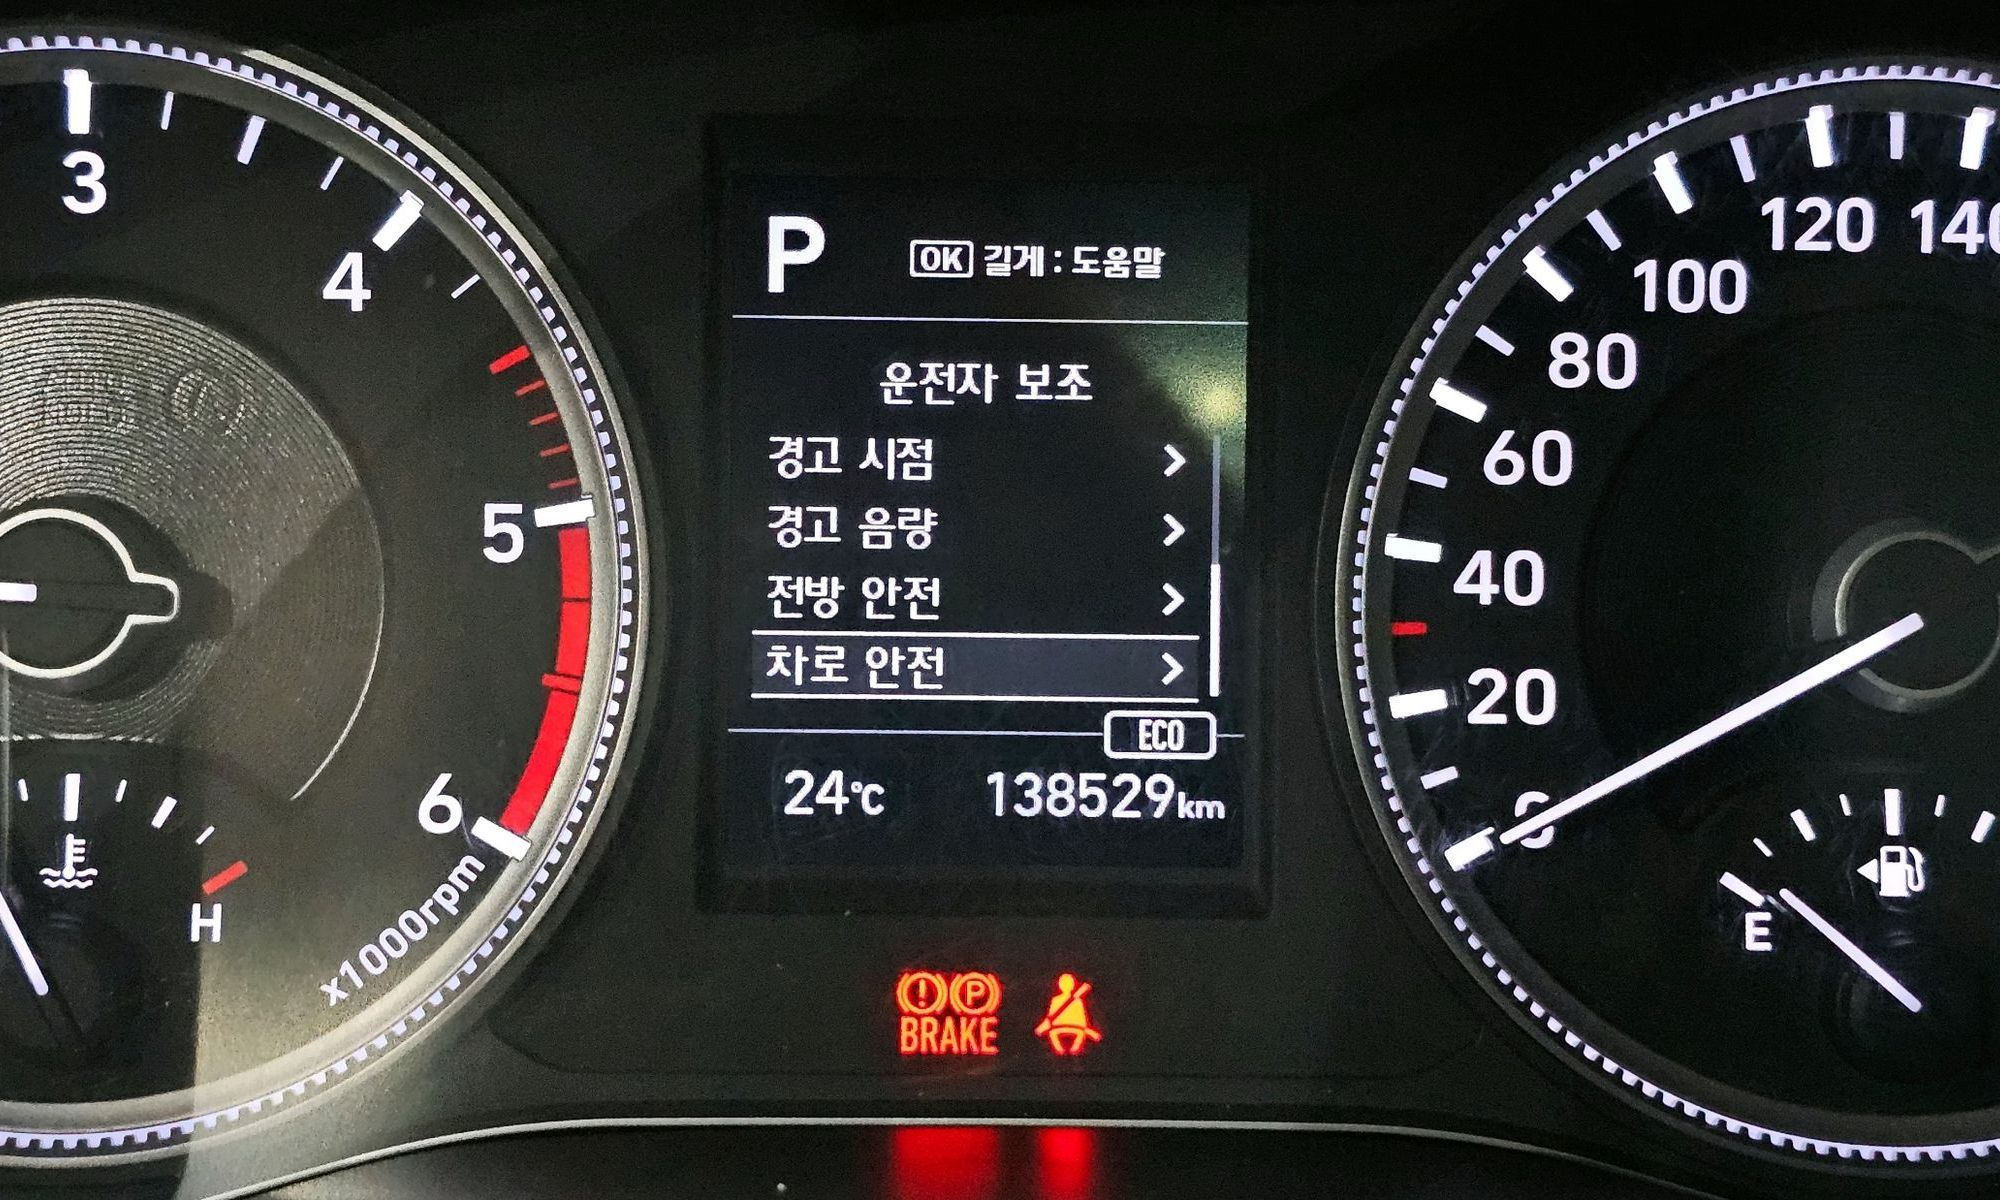 3
4
5
6
x1000rpm
H
P
OK 길게 : 도움말
운전자 보조
경고 시점
경고 음량
전방 안전
차로 안전
ECO
24℃ 138529km
BRAKE
P
140
120
100
80
60
40
20
0
E